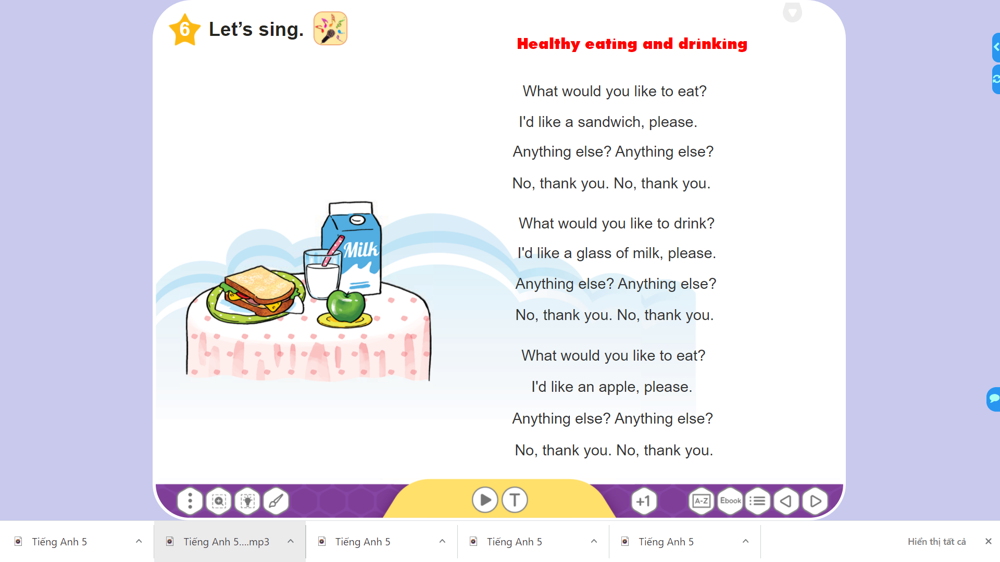 6 Let’s sing.
Healthy eating and drinking
What would you like to eat?
I'd like a sandwich, please.
Anything else? Anything else?
No, thank you. No, thank you.
What would you like to drink?
I'd like a glass of milk, please.
Anything else? Anything else?
No, thank you. No, thank you.
What would you like to eat?
I'd like an apple, please.
Anything else? Anything else?
No, thank you. No, thank you.
Milk
T
+1
A-Z
Ebook
Tiếng Anh 5
Tiếng Anh 5....mp3
Tiếng Anh 5
Tiếng Anh 5
Tiếng Anh 5
Hiển thị tất cả